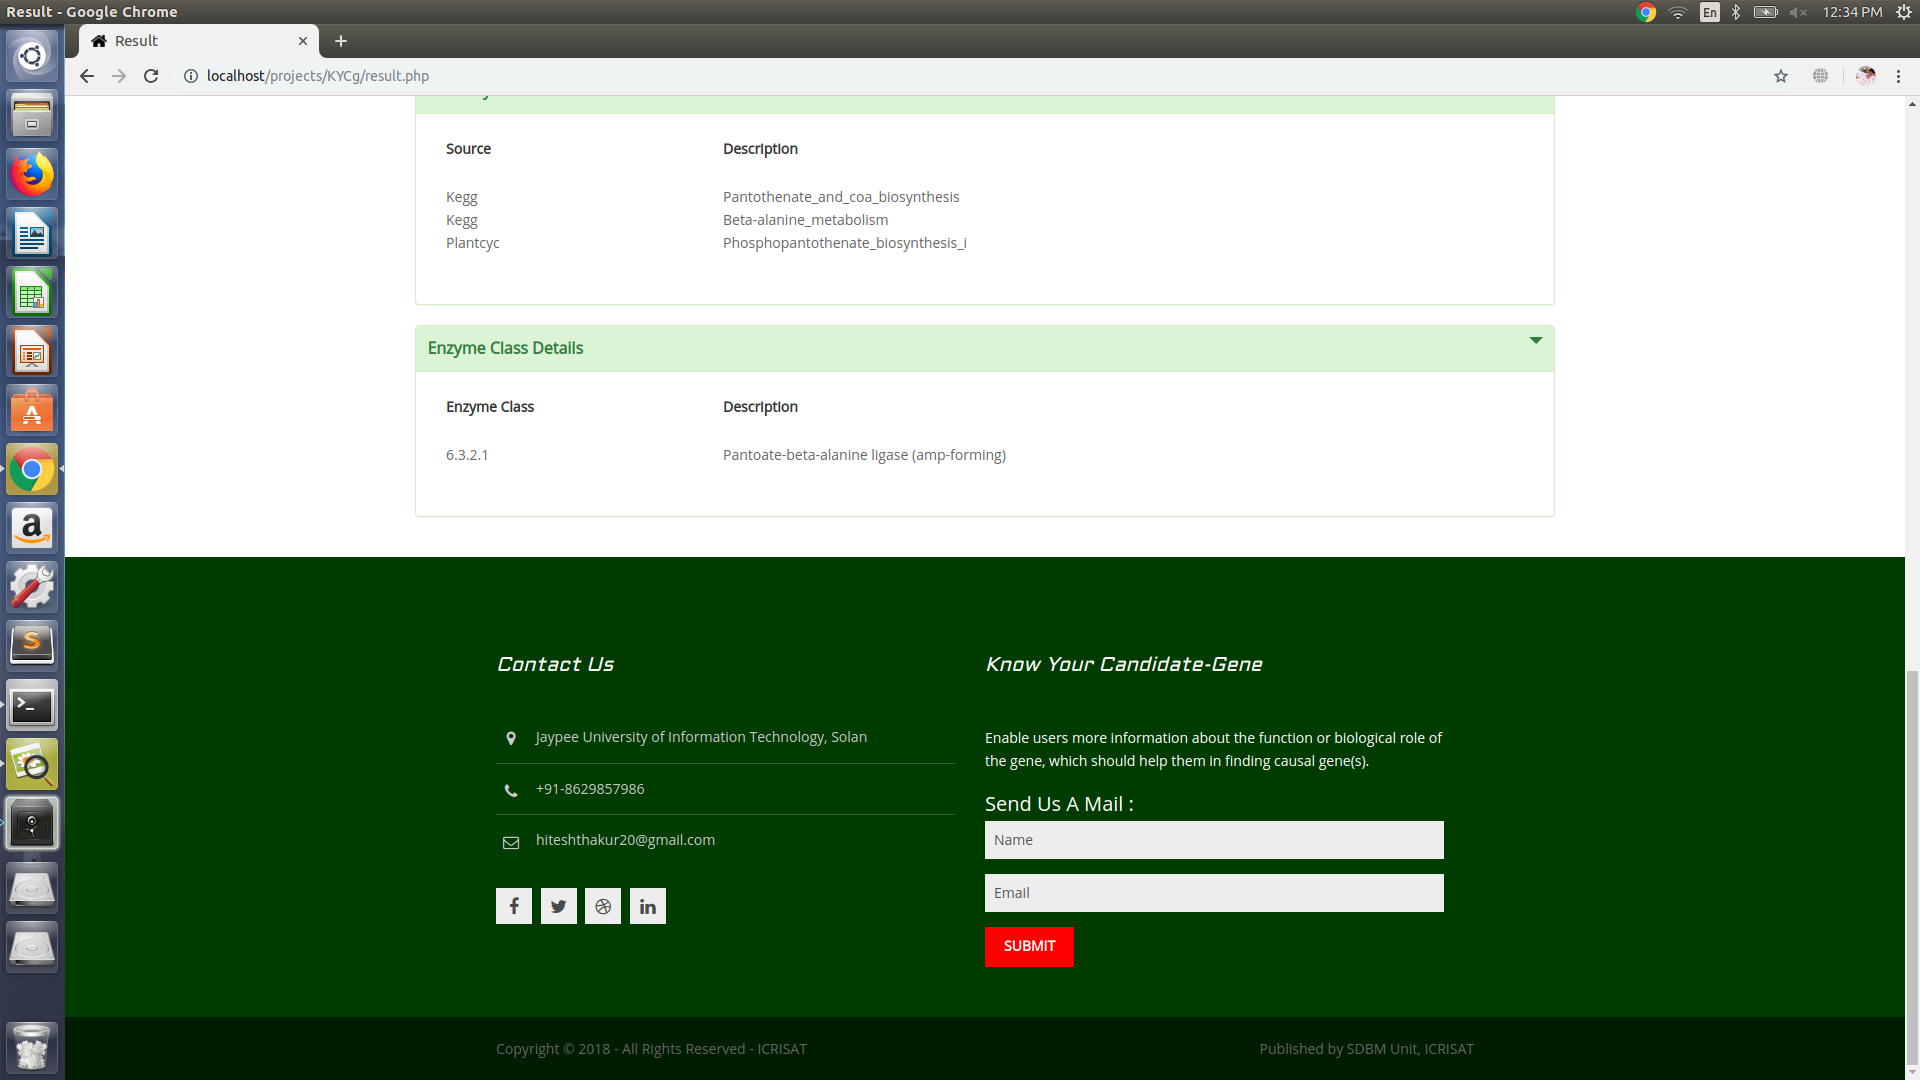 Result - Google Chrome
En
12:34 PM
Result
localhost/projects/KYCg/result.php
Source Description
Kegg Pantothenate_and_coa_biosynthesis
Kegg Beta-alanine_metabolism
Plantcyc Phosphopantothenate_biosynthesis_i
Enzyme Class Details
Enzyme Class Description
6.3.2.1 Pantoate-beta-alanine ligase (amp-forming)
Contact Us
Jaypee University of Information Technology, Solan
+91-8629857986
hiteshthakur20@gmail.com
Know Your Candidate-Gene
Enable users more information about the function or biological role of
the gene, which should help them in finding causal gene(s).
Send Us A Mail :
Name
Email
SUBMIT
Copyright © 2018 - All Rights Reserved - ICRISAT
Published by SDBM Unit, ICRISAT